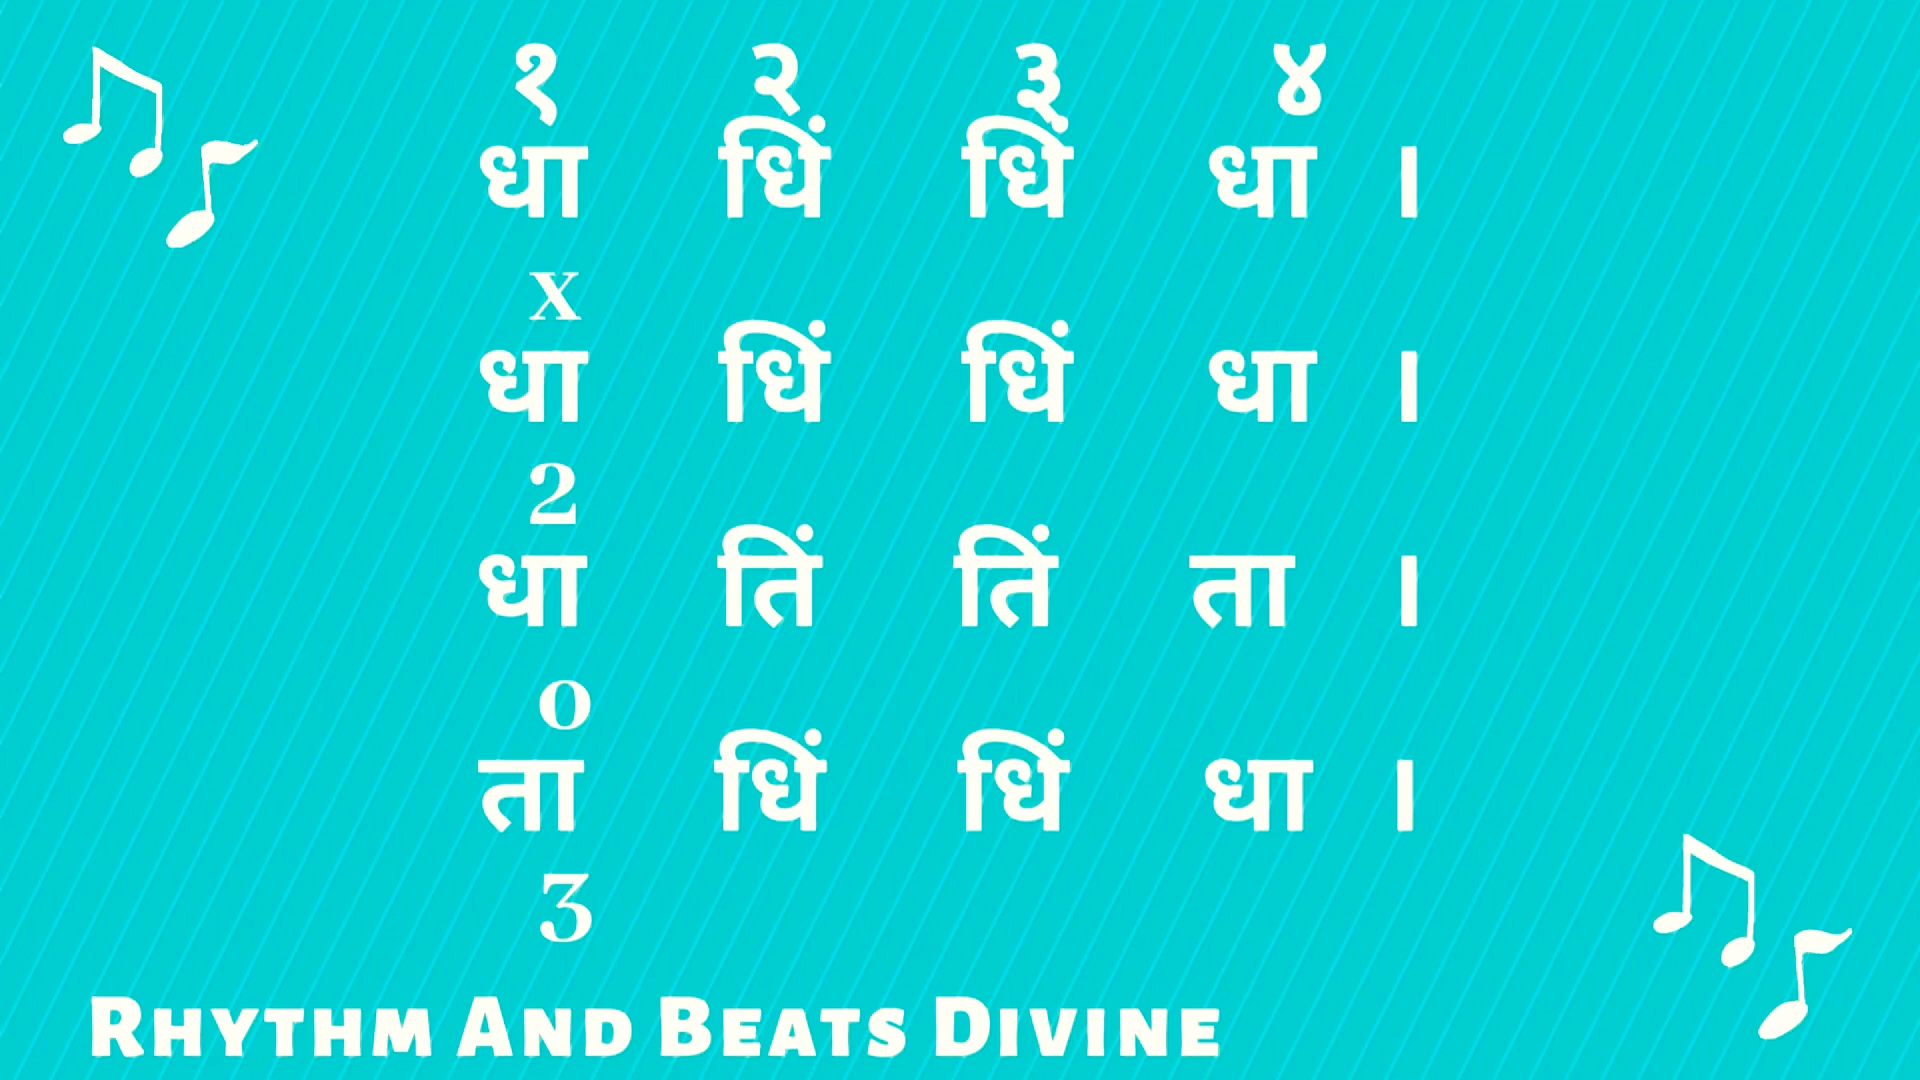 १ २ ३ ४
धा धिं धिं धा ।
x
धा धिं धिं धा ।
2
धा तिं तिं ता ।
0
ता धिं धिं धा ।
3
Rhythm And Beats Divine